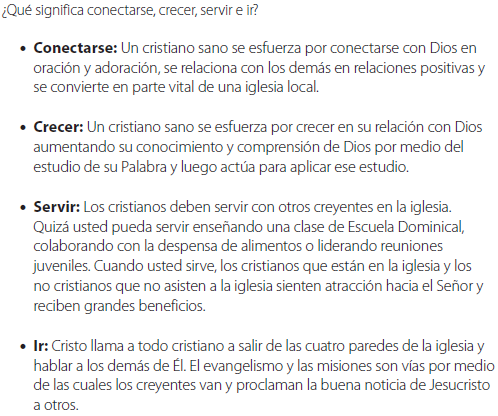 ¿Qué significa conectarse, crecer, servir e ir?
• Conectarse: Un cristiano sano se esfuerza por conectarse con Dios en
oración y adoración, se relaciona con los demás en relaciones positivas y
se convierte en parte vital de una iglesia local.
• Crecer: Un cristiano sano se esfuerza por crecer en su relación con Dios
aumentando su conocimiento y comprensión de Dios por medio del
estudio de su Palabra y luego actúa para aplicar ese estudio.
• Servir: Los cristianos deben servir con otros creyentes en la iglesia.
Quizá usted pueda servir enseñando una clase de Escuela Dominical,
colaborando con la despensa de alimentos o liderando reuniones
juveniles. Cuando usted sirve, los cristianos que están en la iglesia y los
no cristianos que no asisten a la iglesia sienten atracción hacia el Señor y
reciben grandes beneficios.
• Ir: Cristo llama a todo cristiano a salir de las cuatro paredes de la iglesia y
hablar a los demás de Él. El evangelismo y las misiones son vías por medio
de las cuales los creyentes van y proclaman la buena noticia de Jesucristo
a otros.